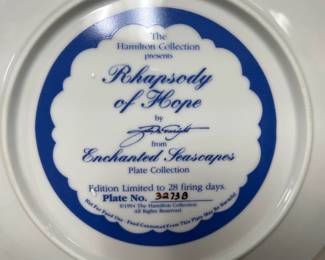 The
Hamilton Collection
presents
Rhapsody
of Hope
by
from
Enchanted Seascapes
Plate Collection
Edition Limited to 28 firing days.
Plate No. 3273B
©1994 The Hamilton Collection
All Rights Reserved.
Not For Food Use - Food Consumed From This Plate May Be Harmful